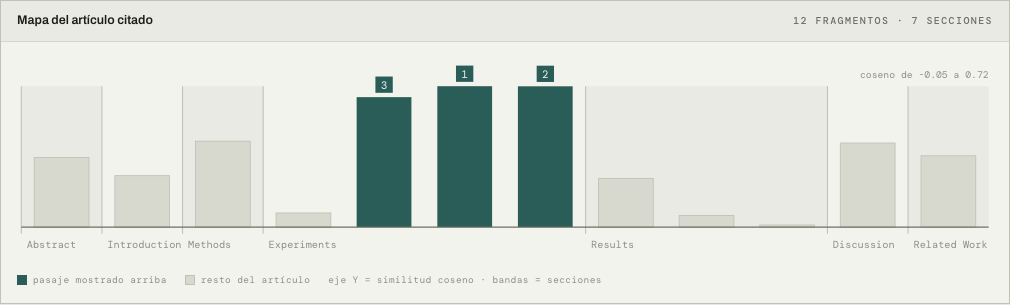 Mapa del artículo citado
12 FRAGMENTOS · 7 SECCIONES
coseno de -0.05 a 0.72
3
1
2
Abstract
Introduction
Methods
Experiments
Results
Discussion
Related Work
pasaje mostrado arriba
resto del artículo
eje Y = similitud coseno · bandas = secciones